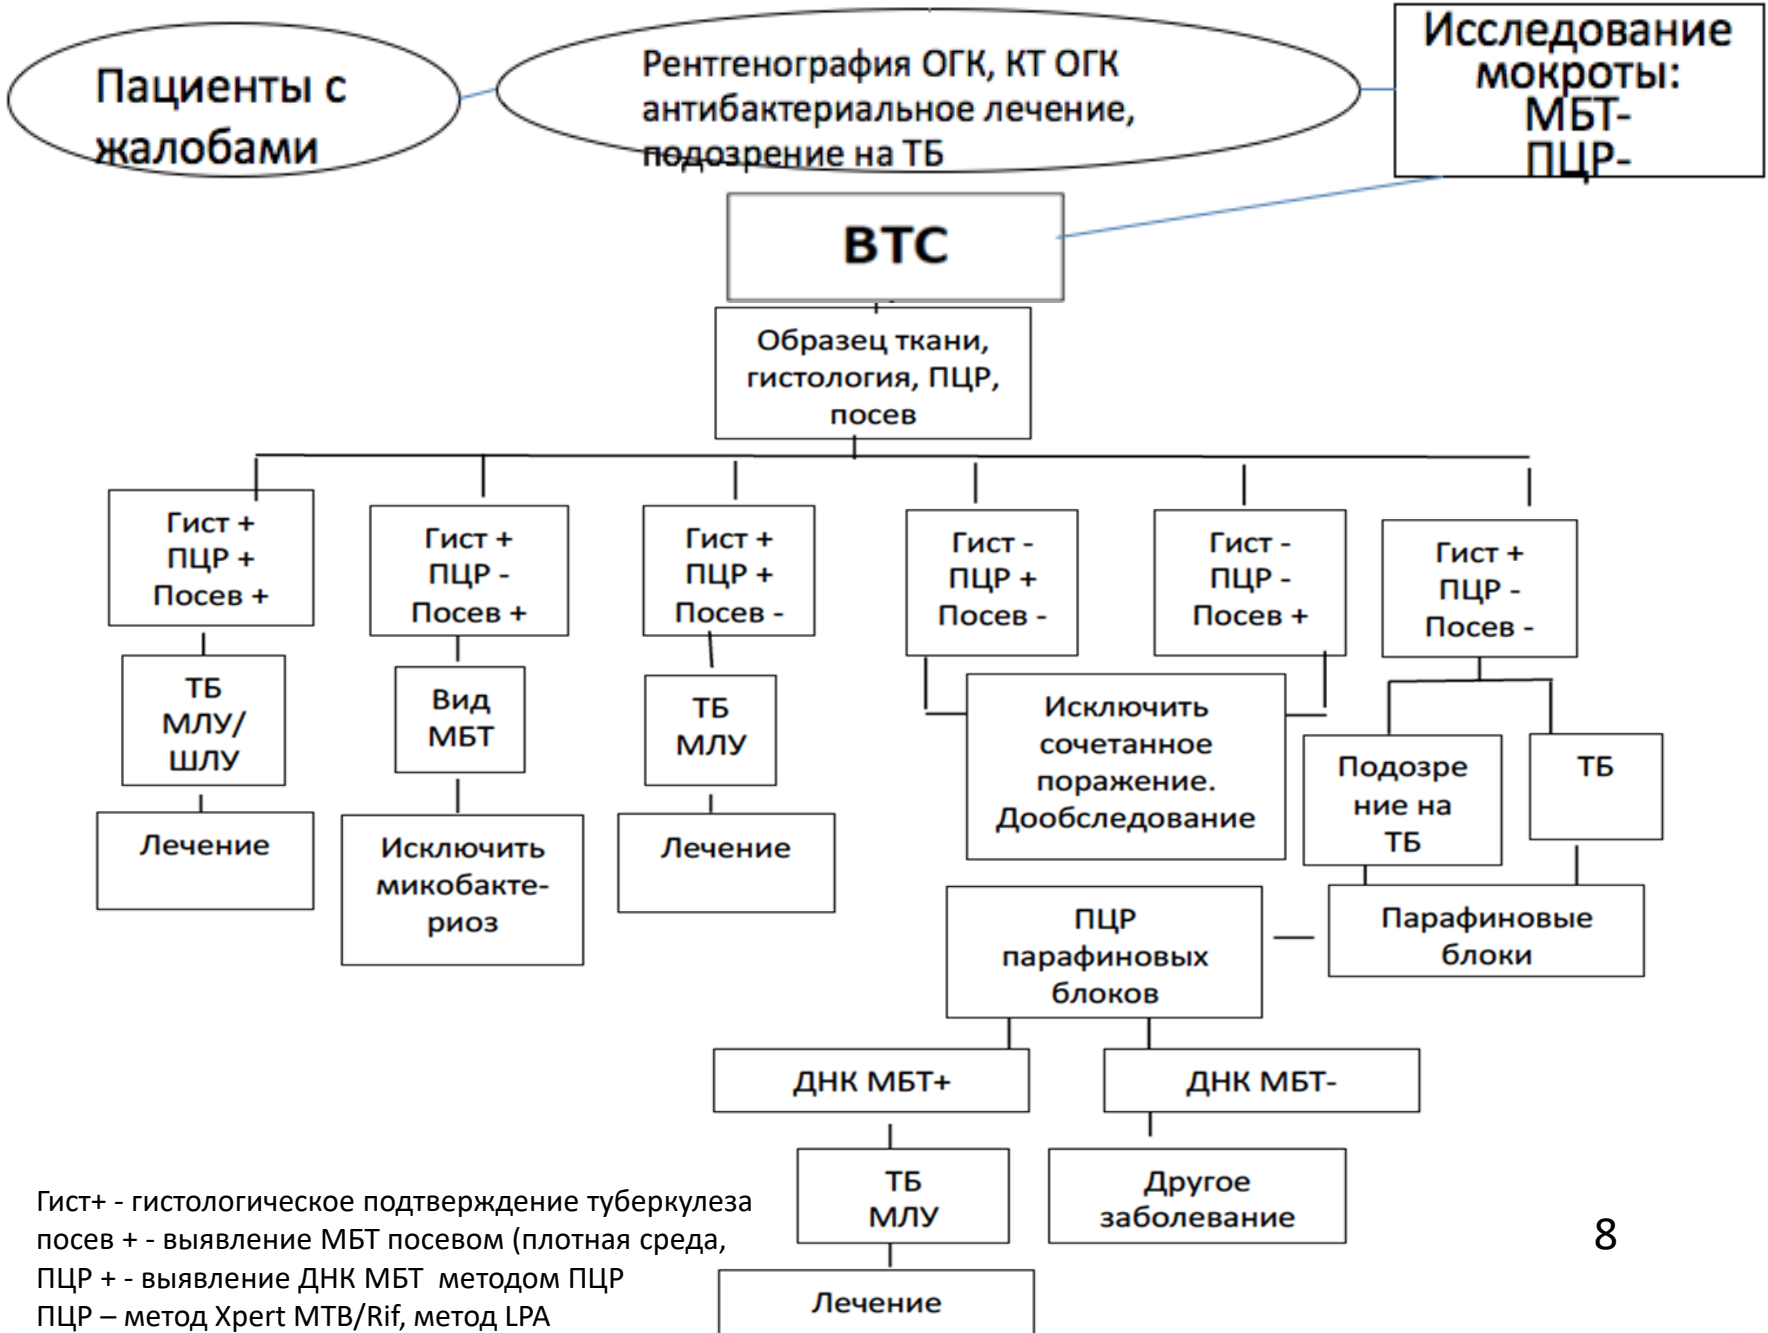 Пациенты с
жалобами
Рентгенография ОГК, КТ ОГК
антибактериальное лечение,
подозрение на ТБ
Исследование
мокроты:
МБТ-
ПЦР-
ВТС
Образец ткани,
гистология, ПЦР,
посев
Гист +
ПЦР +
Посев +
Гист +
ПЦР -
Посев +
Гист +
ПЦР +
Посев -
Гист -
ПЦР +
Посев -
Гист -
ПЦР -
Посев +
Гист +
ПЦР -
Посев -
ТБ
МЛУ/
ШЛУ
Вид
МБТ
ТБ
МЛУ
Исключить
сочетанное
поражение.
Дообследование
Подозре
ние на
ТБ
ТБ
Лечение
Исключить
микобакте-
риоз
Лечение
ПЦР
парафиновых
блоков
Парафиновые
блоки
ДНК МБТ+
ДНК МБТ-
ТБ
МЛУ
Другое
заболевание
Лечение
Гист+ - гистологическое подтверждение туберкулеза
посев + - выявление МБТ посевом (плотная среда,
ПЦР + - выявление ДНК МБТ методом ПЦР
ПЦР – метод Xpert MTB/Rif, метод LPA
8